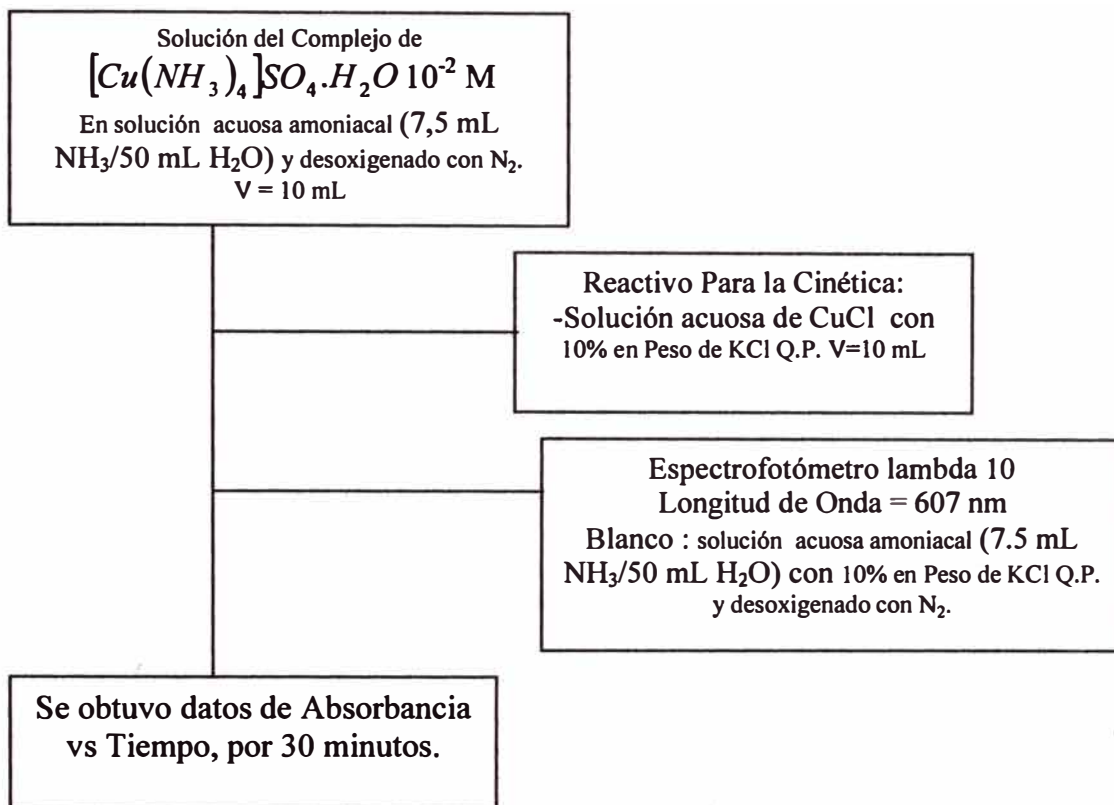 Solución del Complejo de
[Cu(NH₃)₄]SO₄.H₂O 10⁻² M
En solución acuosa amoniacal (7,5 mL
NH₃/50 mL H₂O) y desoxigenado con N₂.
V = 10 mL
Reactivo Para la Cinética:
-Solución acuosa de CuCl con
10% en Peso de KCl Q.P. V=10 mL
Espectrofotómetro lambda 10
Longitud de Onda = 607 nm
Blanco : solución acuosa amoniacal (7.5 mL
NH₃/50 mL H₂O) con 10% en Peso de KCl Q.P.
y desoxigenado con N₂.
Se obtuvo datos de Absorbancia
vs Tiempo, por 30 minutos.